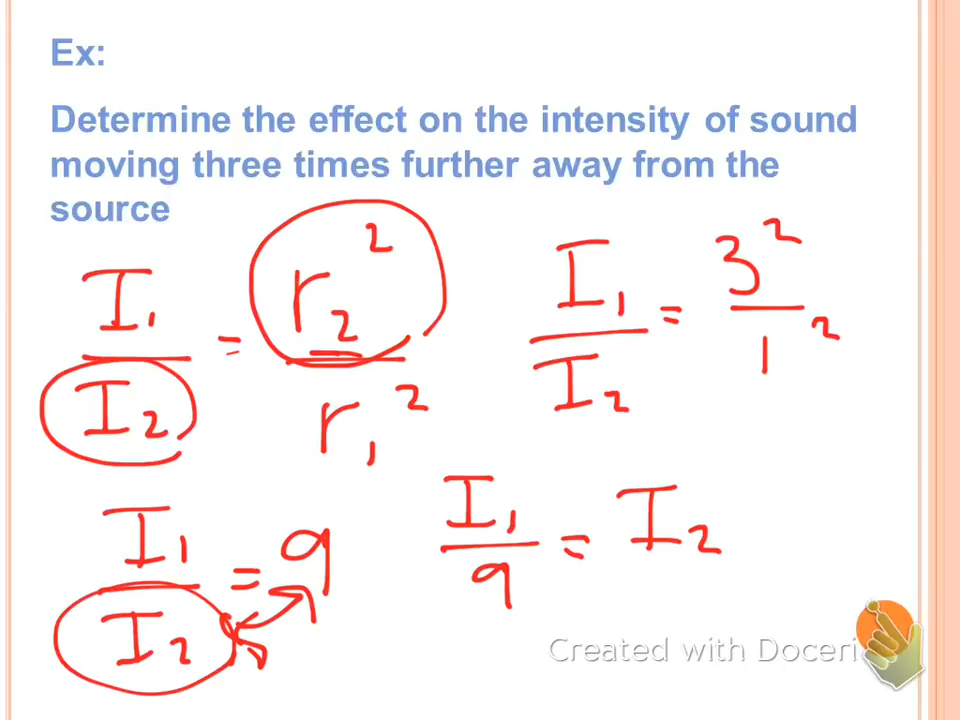 Ex:
Determine the effect on the intensity of sound
moving three times further away from the
source
I₁/I₂ = r₂²/r₁²
I₁/I₂ = 3²/1²
I₁/I₂ = 9
I₁/9 = I₂
Created with Doceri